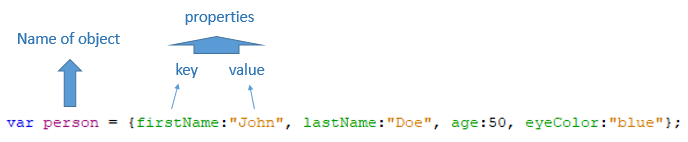 properties
Name of object
key value
var person = {firstName:"John", lastName:"Doe", age:50, eyeColor:"blue"};